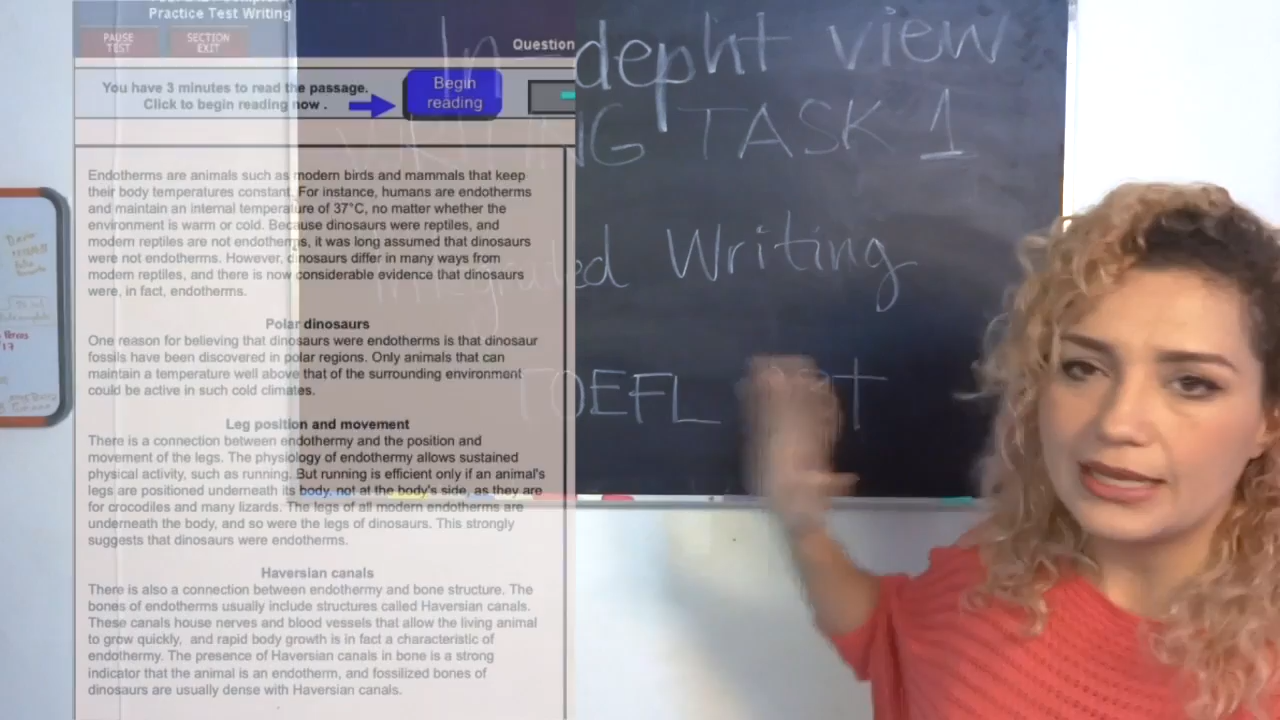 Practice Test Writing
PAUSE
TEST
SECTION
EXIT
Question
You have 3 minutes to read the passage.
Click to begin reading now .
Begin
reading
Endotherms are animals such as modern birds and mammals that keep
their body temperatures constant. For instance, humans are endotherms
and maintain an internal temperature of 37°C, no matter whether the
environment is warm or cold. Because dinosaurs were reptiles, and
modern reptiles are not endotherms, it was long assumed that dinosaurs
were not endotherms. However, dinosaurs differ in many ways from
modern reptiles, and there is now considerable evidence that dinosaurs
were, in fact, endotherms.
Polar dinosaurs
One reason for believing that dinosaurs were endotherms is that dinosaur
fossils have been discovered in polar regions. Only animals that can
maintain a temperature well above that of the surrounding environment
could be active in such cold climates.
Leg position and movement
There is a connection between endothermy and the position and
movement of the legs. The physiology of endothermy allows sustained
physical activity, such as running. But running is efficient only if an animal's
legs are positioned underneath its body, not at the body's side, as they are
for crocodiles and many lizards. The legs of all modern endotherms are
underneath the body, and so were the legs of dinosaurs. This strongly
suggests that dinosaurs were endotherms.
Haversian canals
There is also a connection between endothermy and bone structure. The
bones of endotherms usually include structures called Haversian canals.
These canals house nerves and blood vessels that allow the living animal
to grow quickly, and rapid body growth is in fact a characteristic of
endothermy. The presence of Haversian canals in bone is a strong
indicator that the animal is an endotherm, and fossilized bones of
dinosaurs are usually dense with Haversian canals.
In-depht view
WRITING TASK 1
Integrated Writing
TOEFL